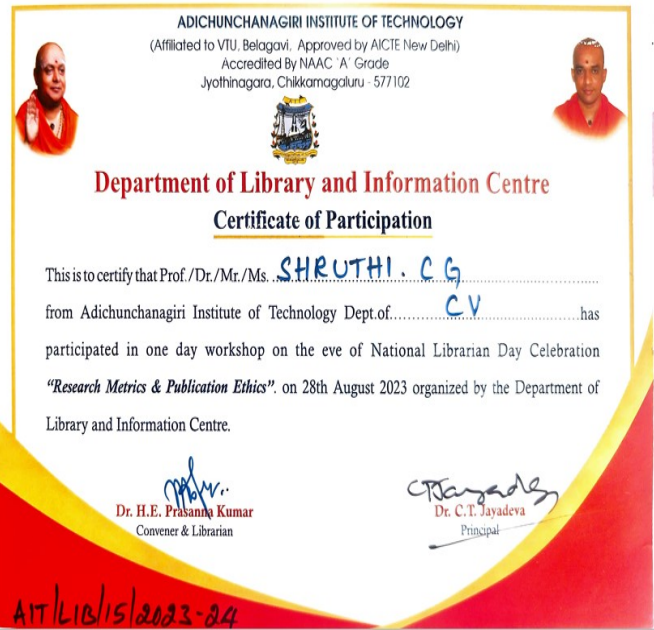 ADICHUNCHANAGIRI INSTITUTE OF TECHNOLOGY
(Affiliated to VTU, Belagavi, Approved by AICTE New Delhi)
Accredited By NAAC 'A' Grade
Jyothinagara, Chikkamagaluru - 577102
Department of Library and Information Centre
Certificate of Participation
This is to certify that Prof./Dr./Mr./Ms. SHRUTHI. C G
from Adichunchanagiri Institute of Technology Dept.of CV has
participated in one day workshop on the eve of National Librarian Day Celebration
"Research Metrics & Publication Ethics". on 28th August 2023 organized by the Department of
Library and Information Centre.
CTJayadev
Dr. H.E. Prasanna Kumar
Dr. C.T. Jayadeva
Convener & Librarian
Principal
AIT/LIB/15/2023-24